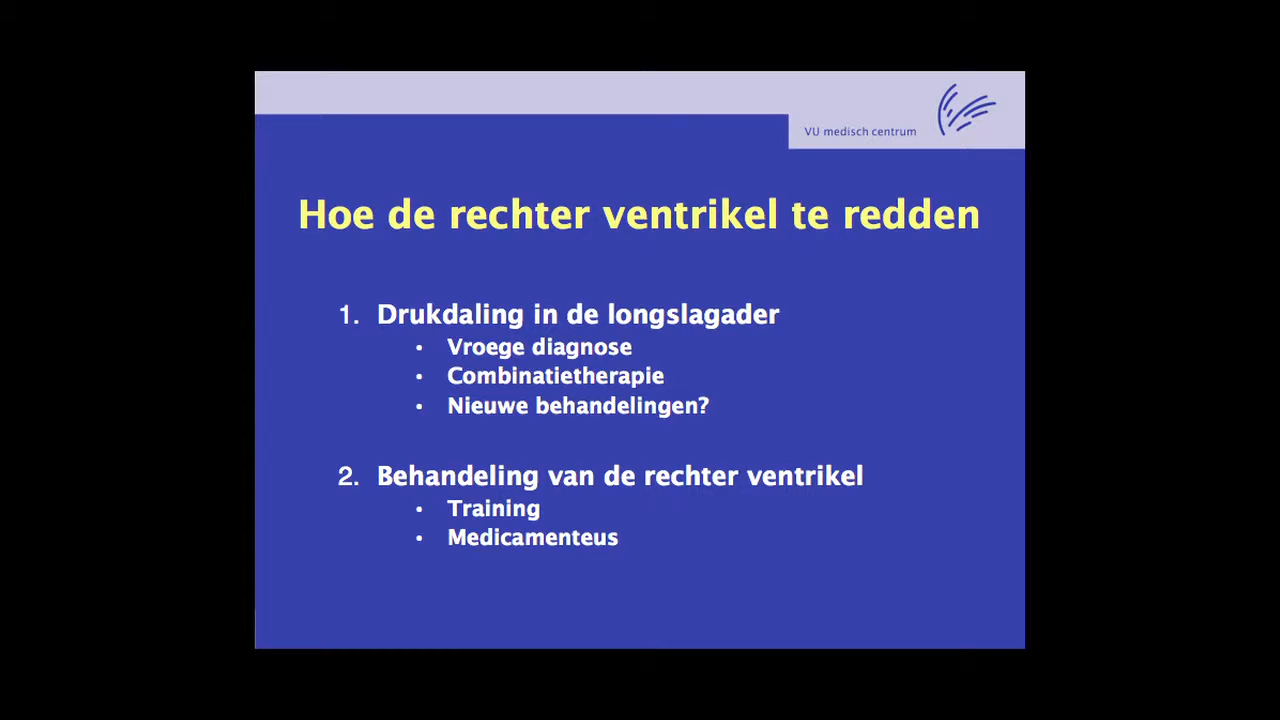 VU medisch centrum
Hoe de rechter ventrikel te redden
1. Drukdaling in de longslagader
• Vroege diagnose
• Combinatietherapie
• Nieuwe behandelingen?
2. Behandeling van de rechter ventrikel
• Training
• Medicamenteus